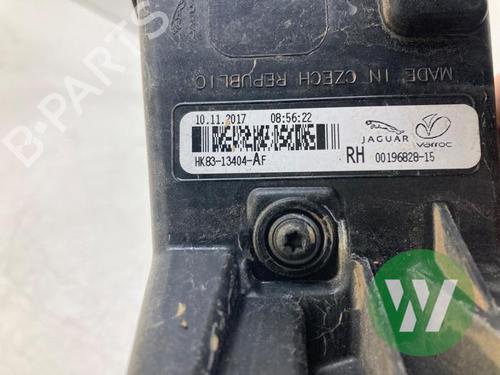 MADE IN CZECH REPUBLIC
10.11.2017 08:56:22
HK83-13404-AF
RH
JAGUAR
varroc
00196828-15
B-PARTS
W